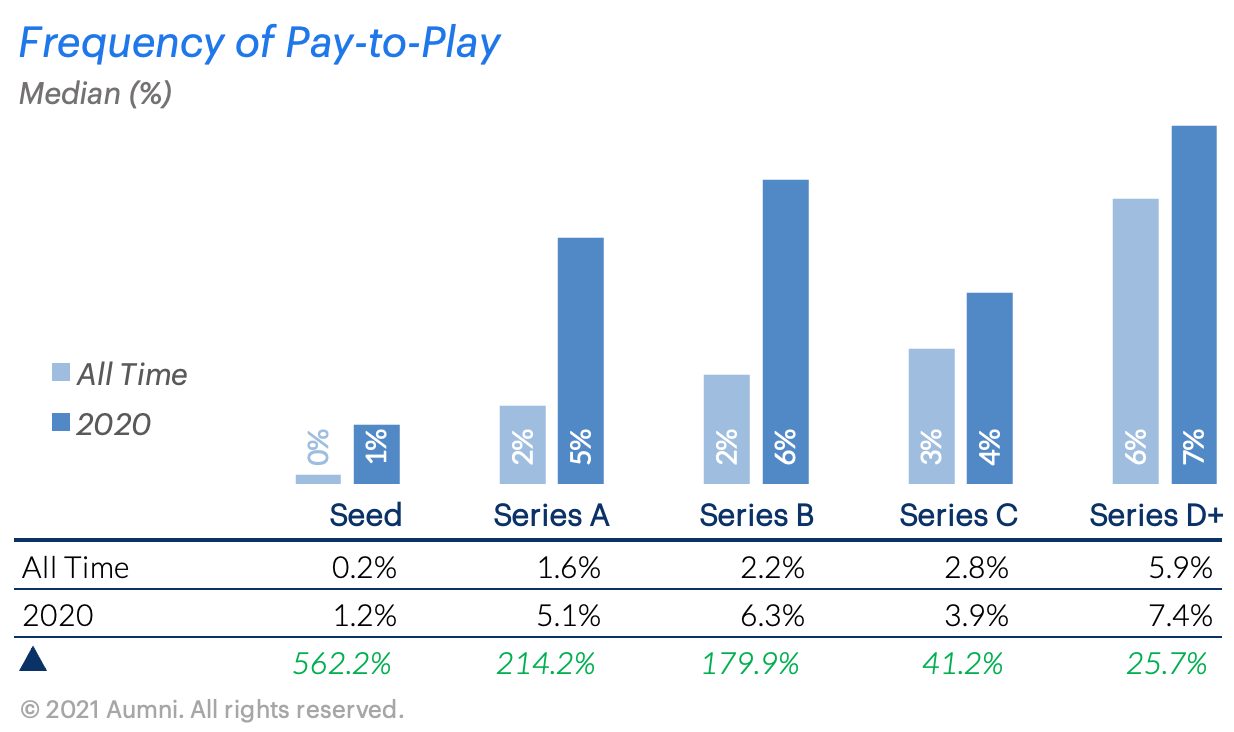 Frequency of Pay-to-Play
Median (%)
All Time
2020
0% 1% 2% 5% 2% 6% 3% 4% 6% 7%
Seed Series A Series B Series C Series D+
All Time 0.2% 1.6% 2.2% 2.8% 5.9%
2020 1.2% 5.1% 6.3% 3.9% 7.4%
562.2% 214.2% 179.9% 41.2% 25.7%
© 2021 Aumni. All rights reserved.